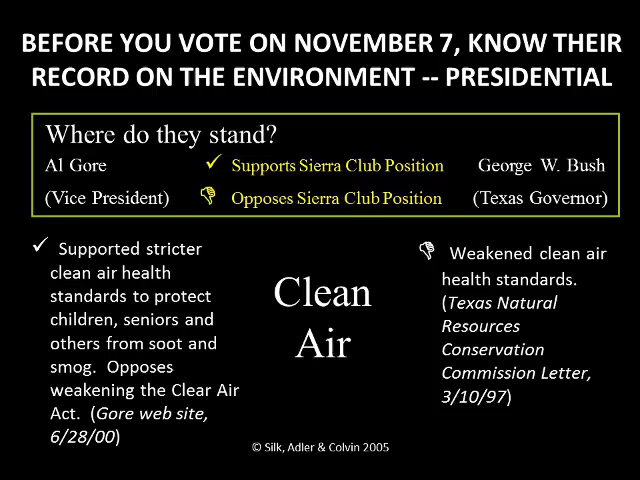 BEFORE YOU VOTE ON NOVEMBER 7, KNOW THEIR
RECORD ON THE ENVIRONMENT -- PRESIDENTIAL
Where do they stand?
Al Gore ✓ Supports Sierra Club Position George W. Bush
(Vice President) 👎 Opposes Sierra Club Position (Texas Governor)
✓ Supported stricter
clean air health
standards to protect
children, seniors and
others from soot and
smog. Opposes
weakening the Clear Air
Act. (Gore web site,
6/28/00)
Clean
Air
👎 Weakened clean air
health standards.
(Texas Natural
Resources
Conservation
Commission Letter,
3/10/97)
© Silk, Adler & Colvin 2005